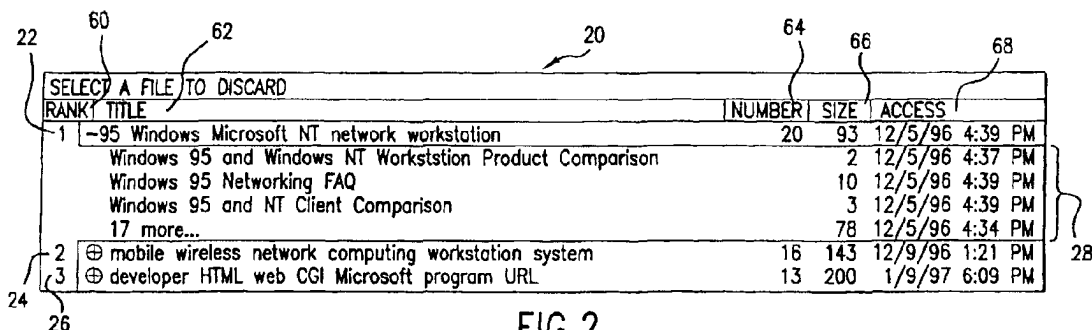 60
22 62 20 64 66 68
SELECT A FILE TO DISCARD
RANK TITLE NUMBER SIZE ACCESS
1 ~95 Windows Microsoft NT network workstation 20 93 12/5/96 4:39 PM
Windows 95 and Windows NT Workststion Product Comparison 2 12/5/96 4:37 PM
Windows 95 Networking FAQ 10 12/5/96 4:39 PM
Windows 95 and NT Client Comparison 3 12/5/96 4:39 PM
17 more... 78 12/5/96 4:34 PM
28
2 ⊕ mobile wireless network computing workstation system 16 143 12/9/96 1:21 PM
3 ⊕ developer HTML web CGI Microsoft program URL 13 200 1/9/97 6:09 PM
24
26
FIG. 2